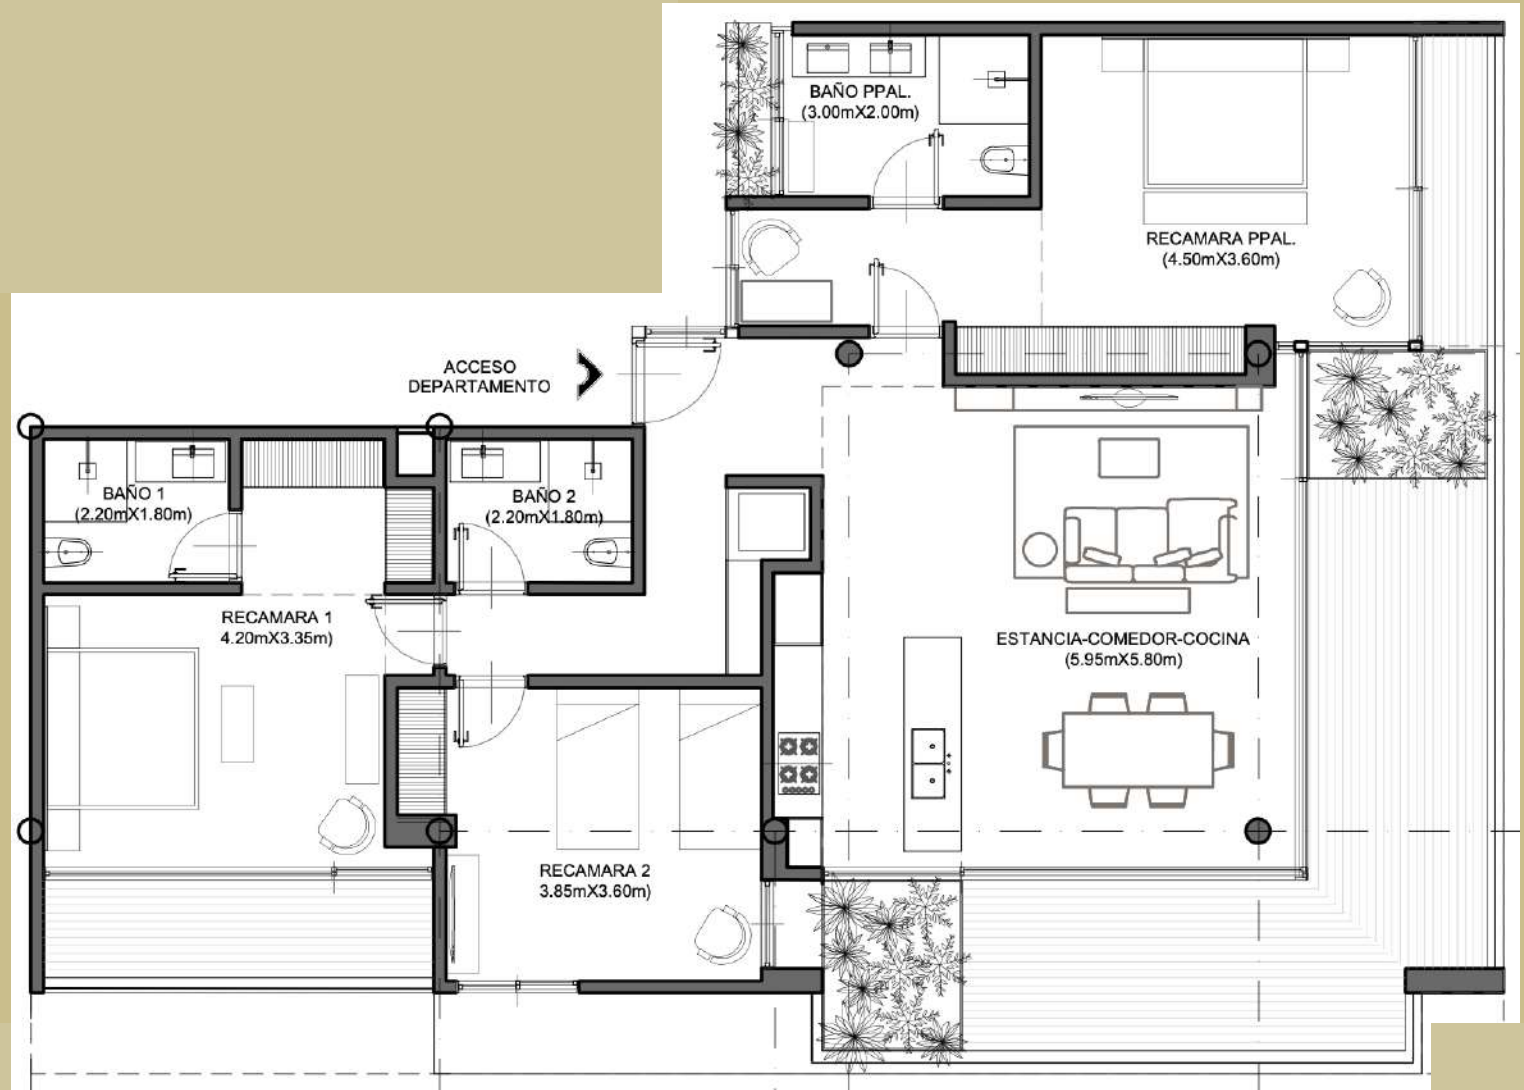 BAÑO PPAL.
(3.00mX2.00m)
RECAMARA PPAL.
(4.50mX3.60m)
ACCESO
DEPARTAMENTO
BAÑO 1
(2.20mX1.80m)
BAÑO 2
(2.20mX1.80m)
RECAMARA 1
4.20mX3.35m)
ESTANCIA-COMEDOR-COCINA
(5.95mX5.80m)
RECAMARA 2
3.85mX3.60m)